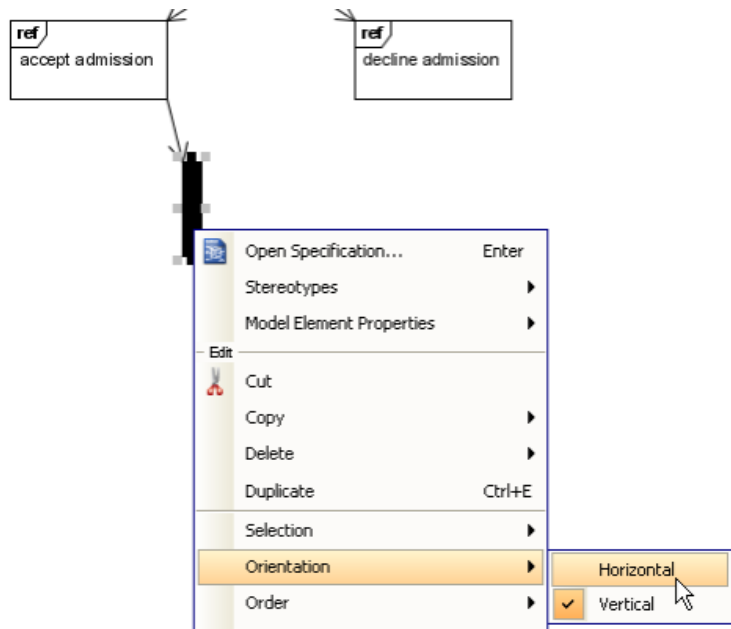 ref
accept admission
ref
decline admission
Open Specification... Enter
Stereotypes
Model Element Properties
Edit
Cut
Copy
Delete
Duplicate Ctrl+E
Selection
Orientation
Horizontal
Order
Vertical